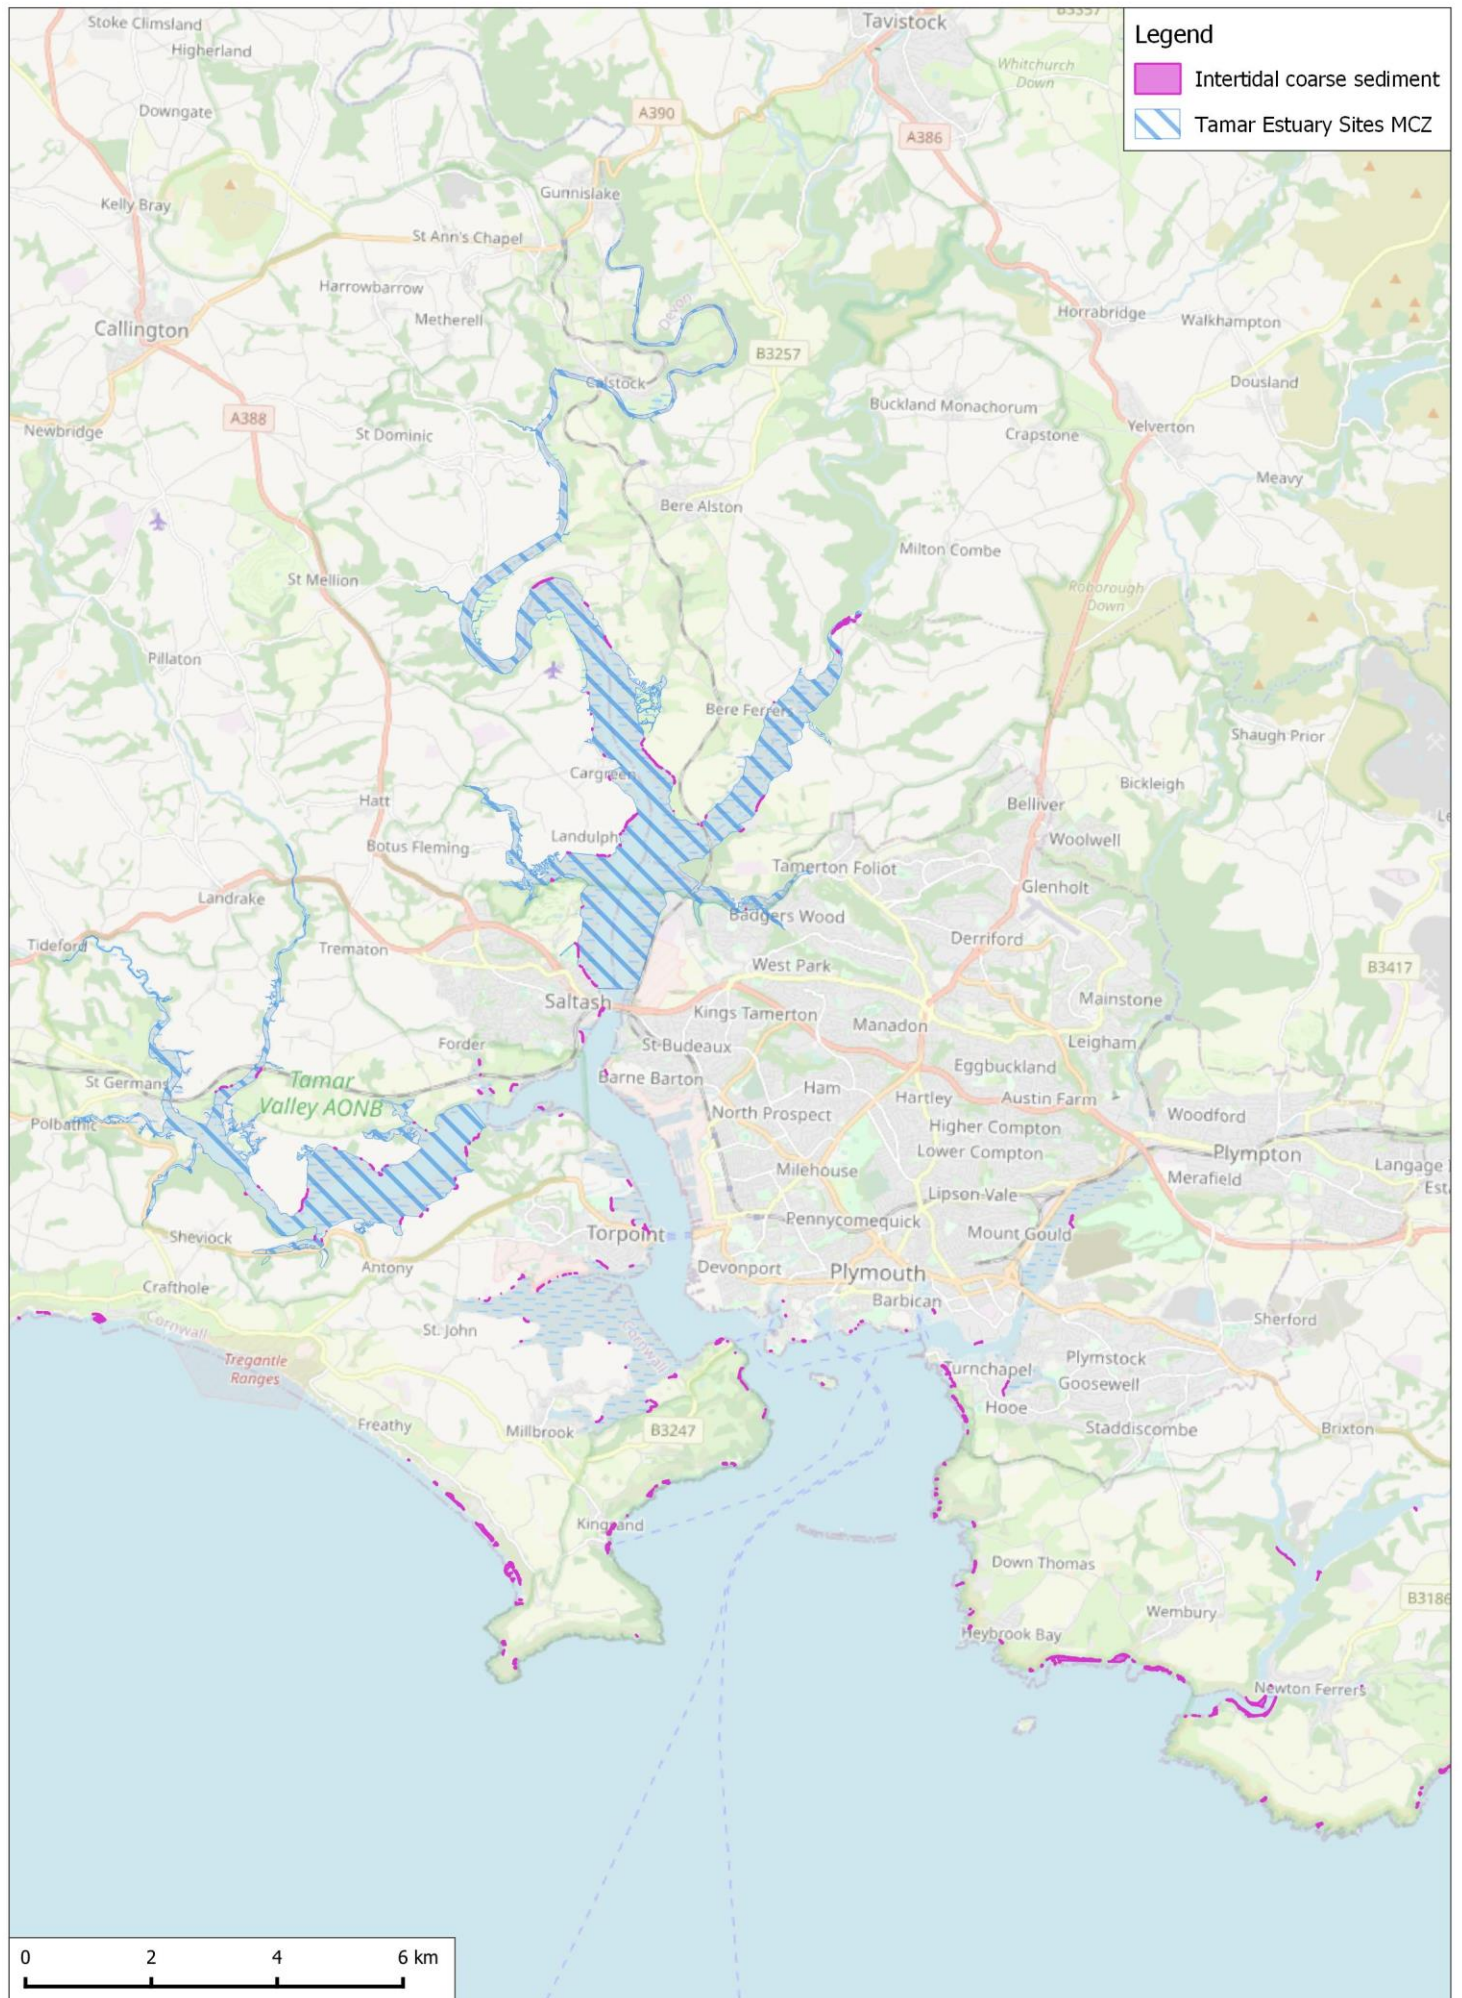 Stoke Climsland
Tavistock
Higherland
Legend
Whitchurch
Down
Intertidal coarse sediment
Downgate
A390
Tamar Estuary Sites MCZ
A386
Kelly Bray
Gunnislake
St Ann's Chapel
Harrowbarrow
Devon
Callington
Metherell
Horrabridge
Walkhampton
B3257
Calstock
Dousland
A388
Newbridge
St Dominic
Buckland Monachorum
Crapstone
Yelverton
Meavy
Bere Alston
Milton Combe
St Mellion
Roborough
Down
Pillaton
Bere Ferrers
Shaugh Prior
Cargreen
Bickleigh
Hatt
Belliver
Landulph
Botus Fleming
Woolwell
Tamerton Foliot
Glenholt
Landrake
Badgers Wood
Tideford
Trematon
Derriford
West Park
B3417
Saltash
Kings Tamerton
Manadon
Mainstone
Forder
St Budeaux
Leigham
Eggbuckland
St Germans
Tamar
Valley AONB
Barne Barton
Ham
Hartley
Austin Farm
North Prospect
Woodford
Polbathic
Higher Compton
Lower Compton
Plympton
Langage
Est
Milehouse
Merafield
Lipson Vale
Pennycomequick
Mount Gould
Sheviock
Torpoint
Antony
Devonport
Plymouth
Crafthole
Barbican
Cornwall
St. John
Cornwall
Sherford
Tregantle
Ranges
Turnchapel
Plymstock
Goosewell
Hooe
Freathy
Millbrook
B3247
Staddiscombe
Brixton
Kingsand
Down Thomas
Wembury
B3186
Heybrook Bay
Newton Ferrers
0
2
4
6 km